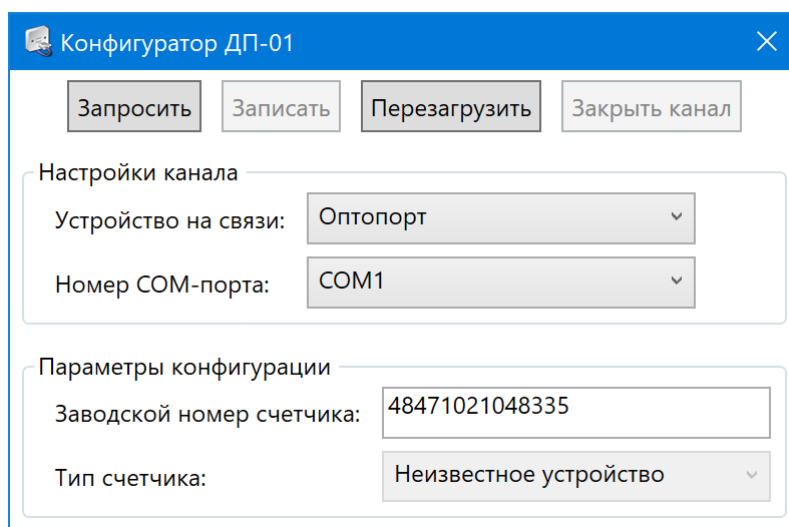 Конфигуратор ДП-01
Запросить Записать Перезагрузить Закрыть канал
Настройки канала
Устройство на связи: Оптопорт
Номер COM-порта: COM1
Параметры конфигурации
Заводской номер счетчика: 48471021048335
Тип счетчика: Неизвестное устройство